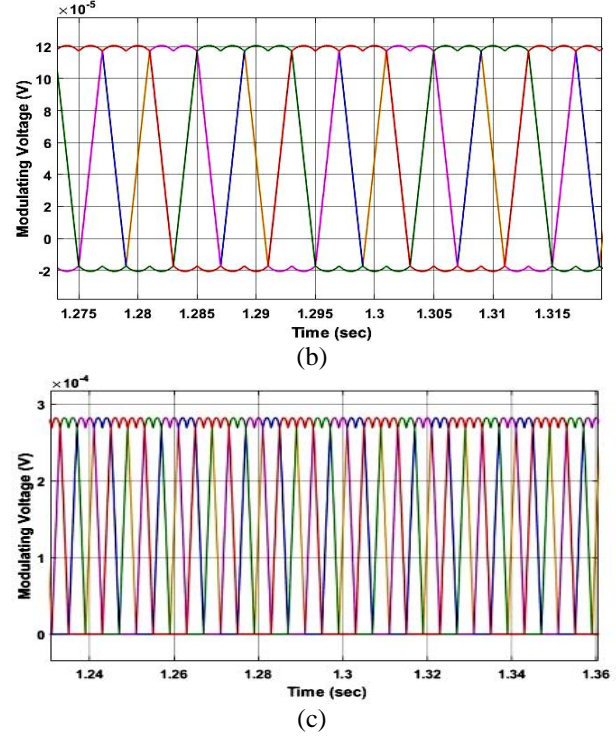 ×10⁻⁵
12
10
8
6
4
2
0
-2
Modulating Voltage (V)
1.275 1.28 1.285 1.29 1.295 1.3 1.305 1.31 1.315
Time (sec)
(b)
×10⁻⁴
3
2
1
0
Modulating Voltage (V)
1.24 1.26 1.28 1.3 1.32 1.34 1.36
Time (sec)
(c)